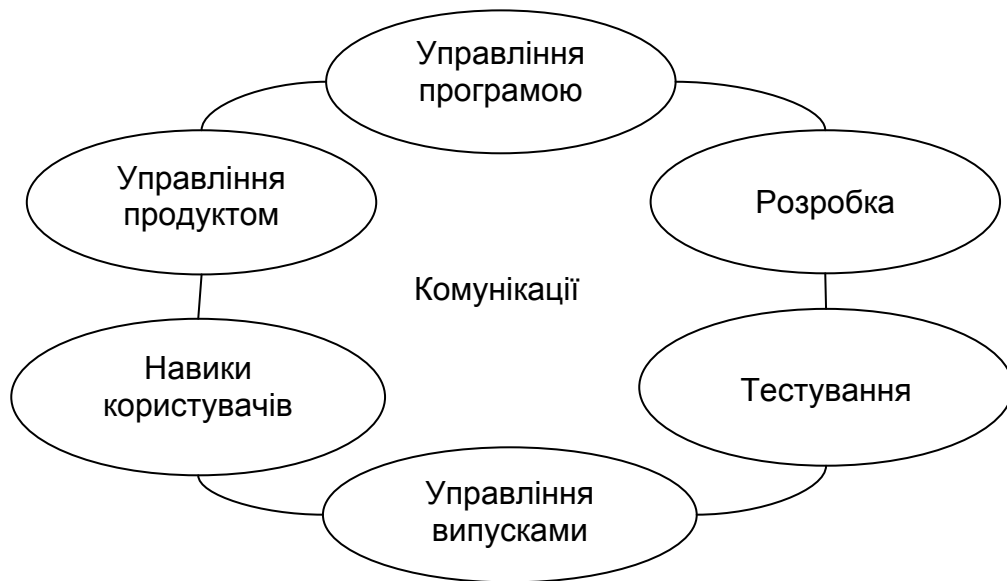 Управління
програмою
Управління
продуктом
Розробка
Комунікації
Навики
користувачів
Тестування
Управління
випусками